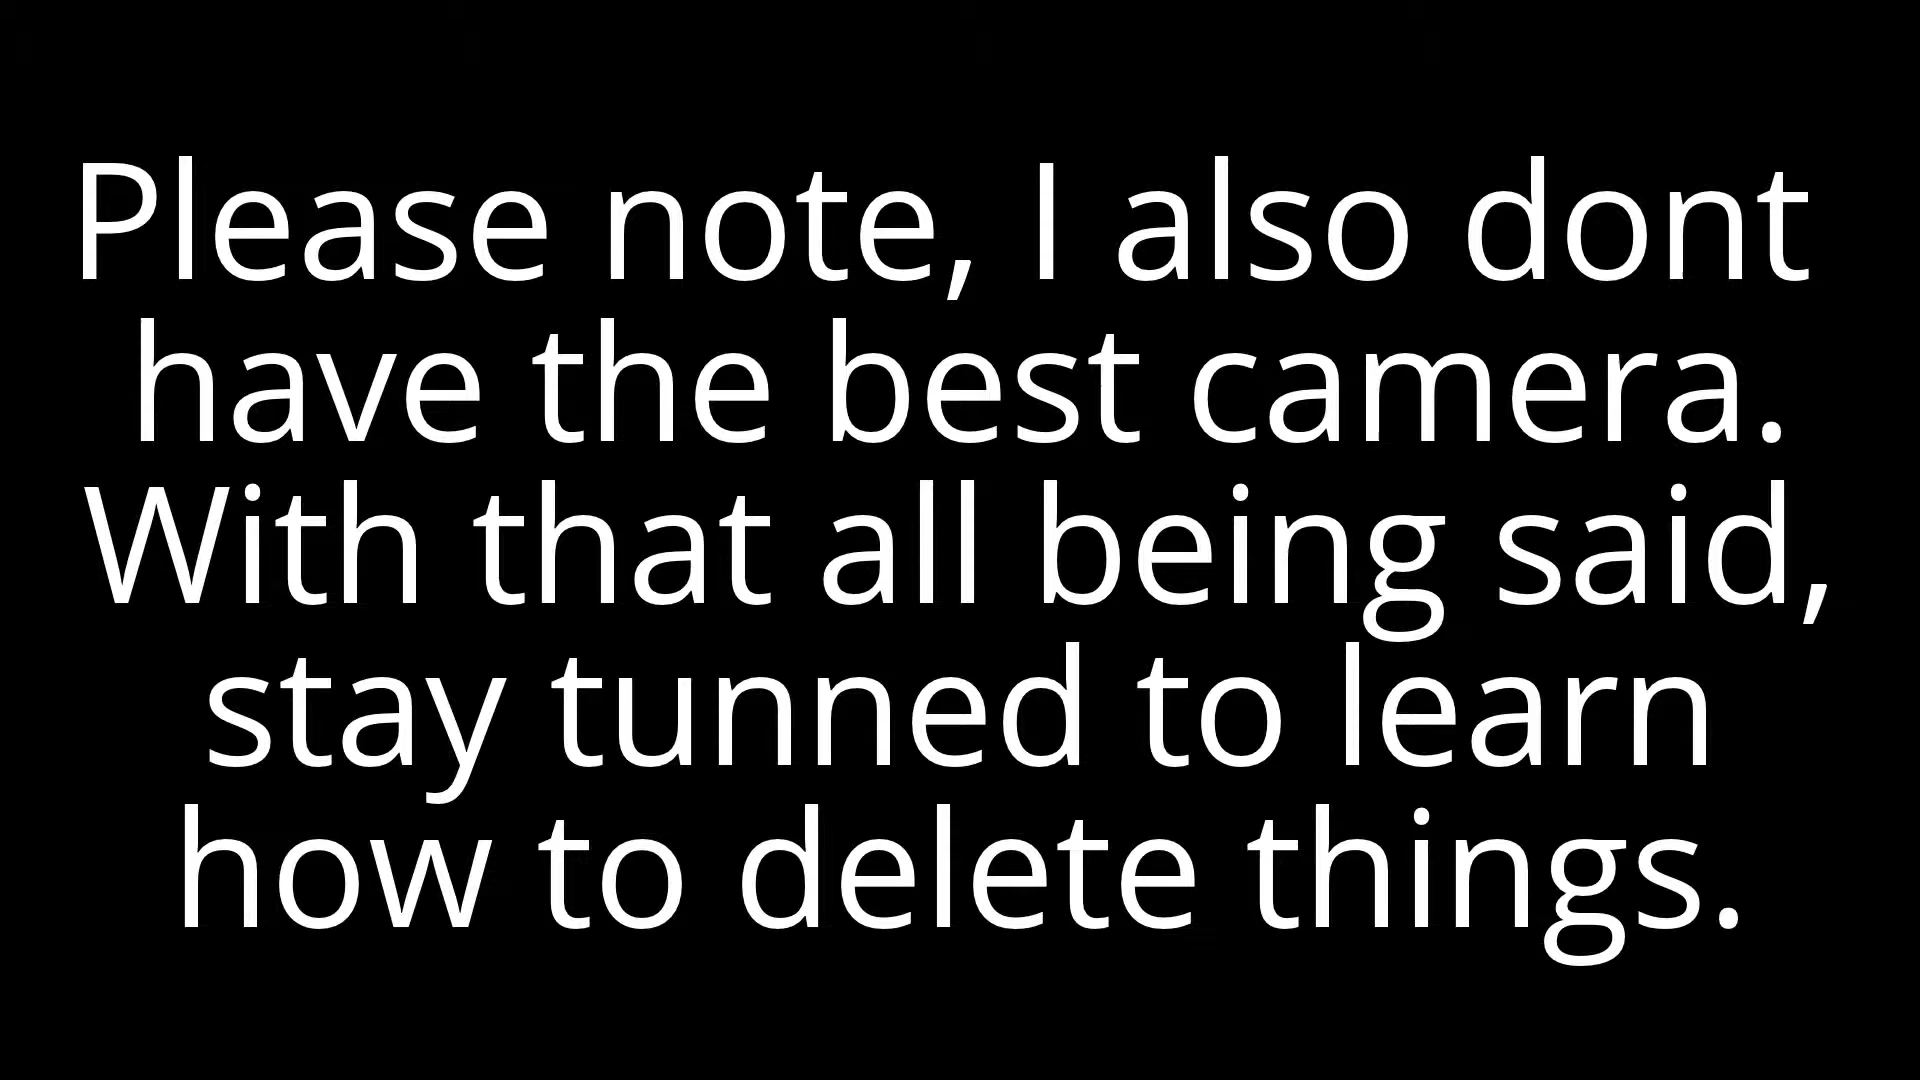 Please note, I also dont
have the best camera.
With that all being said,
stay tunned to learn
how to delete things.